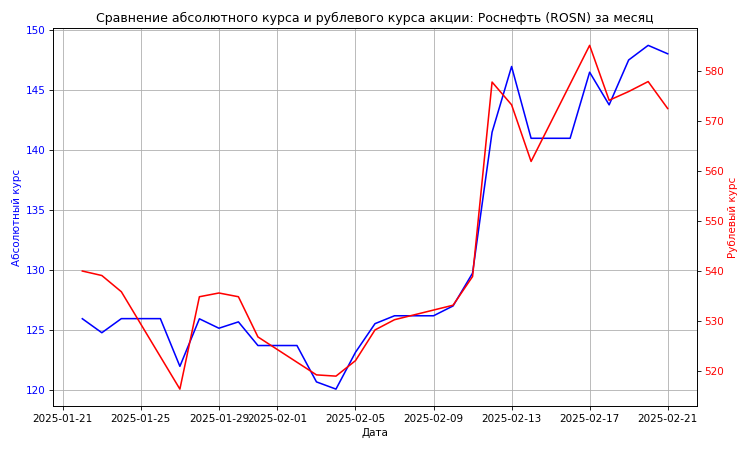 Сравнение абсолютного курса и рублевого курса акции: Роснефть (ROSN) за месяц
150
145
140
135
130
125
120
Абсолютный курс
580
570
560
550
540
530
520
Рублевый курс
2025-01-21 2025-01-25 2025-01-29 2025-02-01 2025-02-05 2025-02-09 2025-02-13 2025-02-17 2025-02-21
Дата